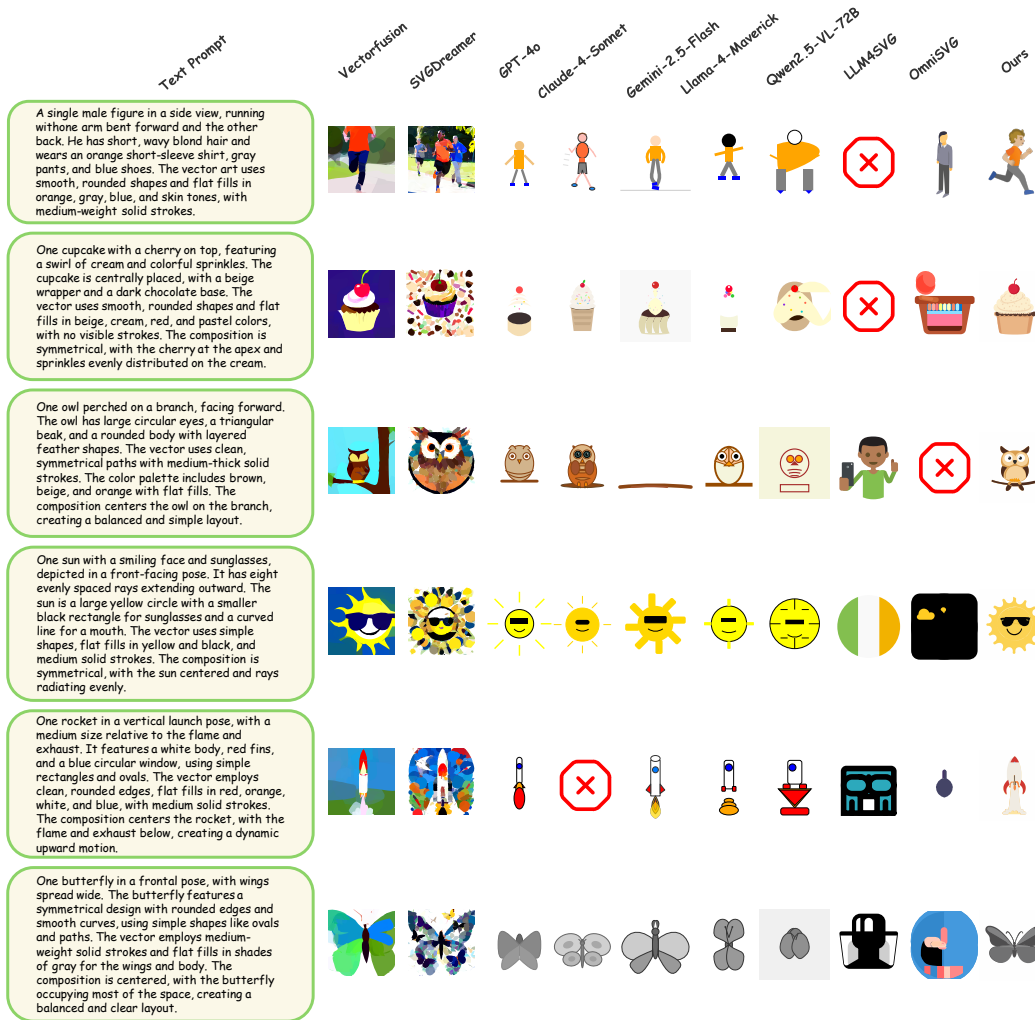 Text Prompt
Vectorfusion
SVGDreamer
GPT-4o
Claude-4-Sonnet
Gemini-2.5-Flash
Llama-4-Maverick
Qwen2.5-VL-72B
LLM4SVG
OmniSVG
Ours
A single male figure in a side view, running
withone arm bent forward and the other
back. He has short, wavy blond hair and
wears an orange short-sleeve shirt, gray
pants, and blue shoes. The vector art uses
smooth, rounded shapes and flat fills in
orange, gray, blue, and skin tones, with
medium-weight solid strokes.
One cupcake with a cherry on top, featuring
a swirl of cream and colorful sprinkles. The
cupcake is centrally placed, with a beige
wrapper and a dark chocolate base. The
vector uses smooth, rounded shapes and flat
fills in beige, cream, red, and pastel colors,
with no visible strokes. The composition is
symmetrical, with the cherry at the apex and
sprinkles evenly distributed on the cream.
One owl perched on a branch, facing forward.
The owl has large circular eyes, a triangular
beak, and a rounded body with layered
feather shapes. The vector uses clean,
symmetrical paths with medium-thick solid
strokes. The color palette includes brown,
beige, and orange with flat fills. The
composition centers the owl on the branch,
creating a balanced and simple layout.
One sun with a smiling face and sunglasses,
depicted in a front-facing pose. It has eight
evenly spaced rays extending outward. The
sun is a large yellow circle with a smaller
black rectangle for sunglasses and a curved
line for a mouth. The vector uses simple
shapes, flat fills in yellow and black, and
medium solid strokes. The composition is
symmetrical, with the sun centered and rays
radiating evenly.
One rocket in a vertical launch pose, with a
medium size relative to the flame and
exhaust. It features a white body, red fins,
and a blue circular window, using simple
rectangles and ovals. The vector employs
clean, rounded edges, flat fills in red, orange,
white, and blue, with medium solid strokes.
The composition centers the rocket, with the
flame and exhaust below, creating a dynamic
upward motion.
One butterfly in a frontal pose, with wings
spread wide. The butterfly features a
symmetrical design with rounded edges and
smooth curves, using simple shapes like ovals
and paths. The vector employs medium-
weight solid strokes and flat fills in shades
of gray for the wings and body. The
composition is centered, with the butterfly
occupying most of the space, creating a
balanced and clear layout.